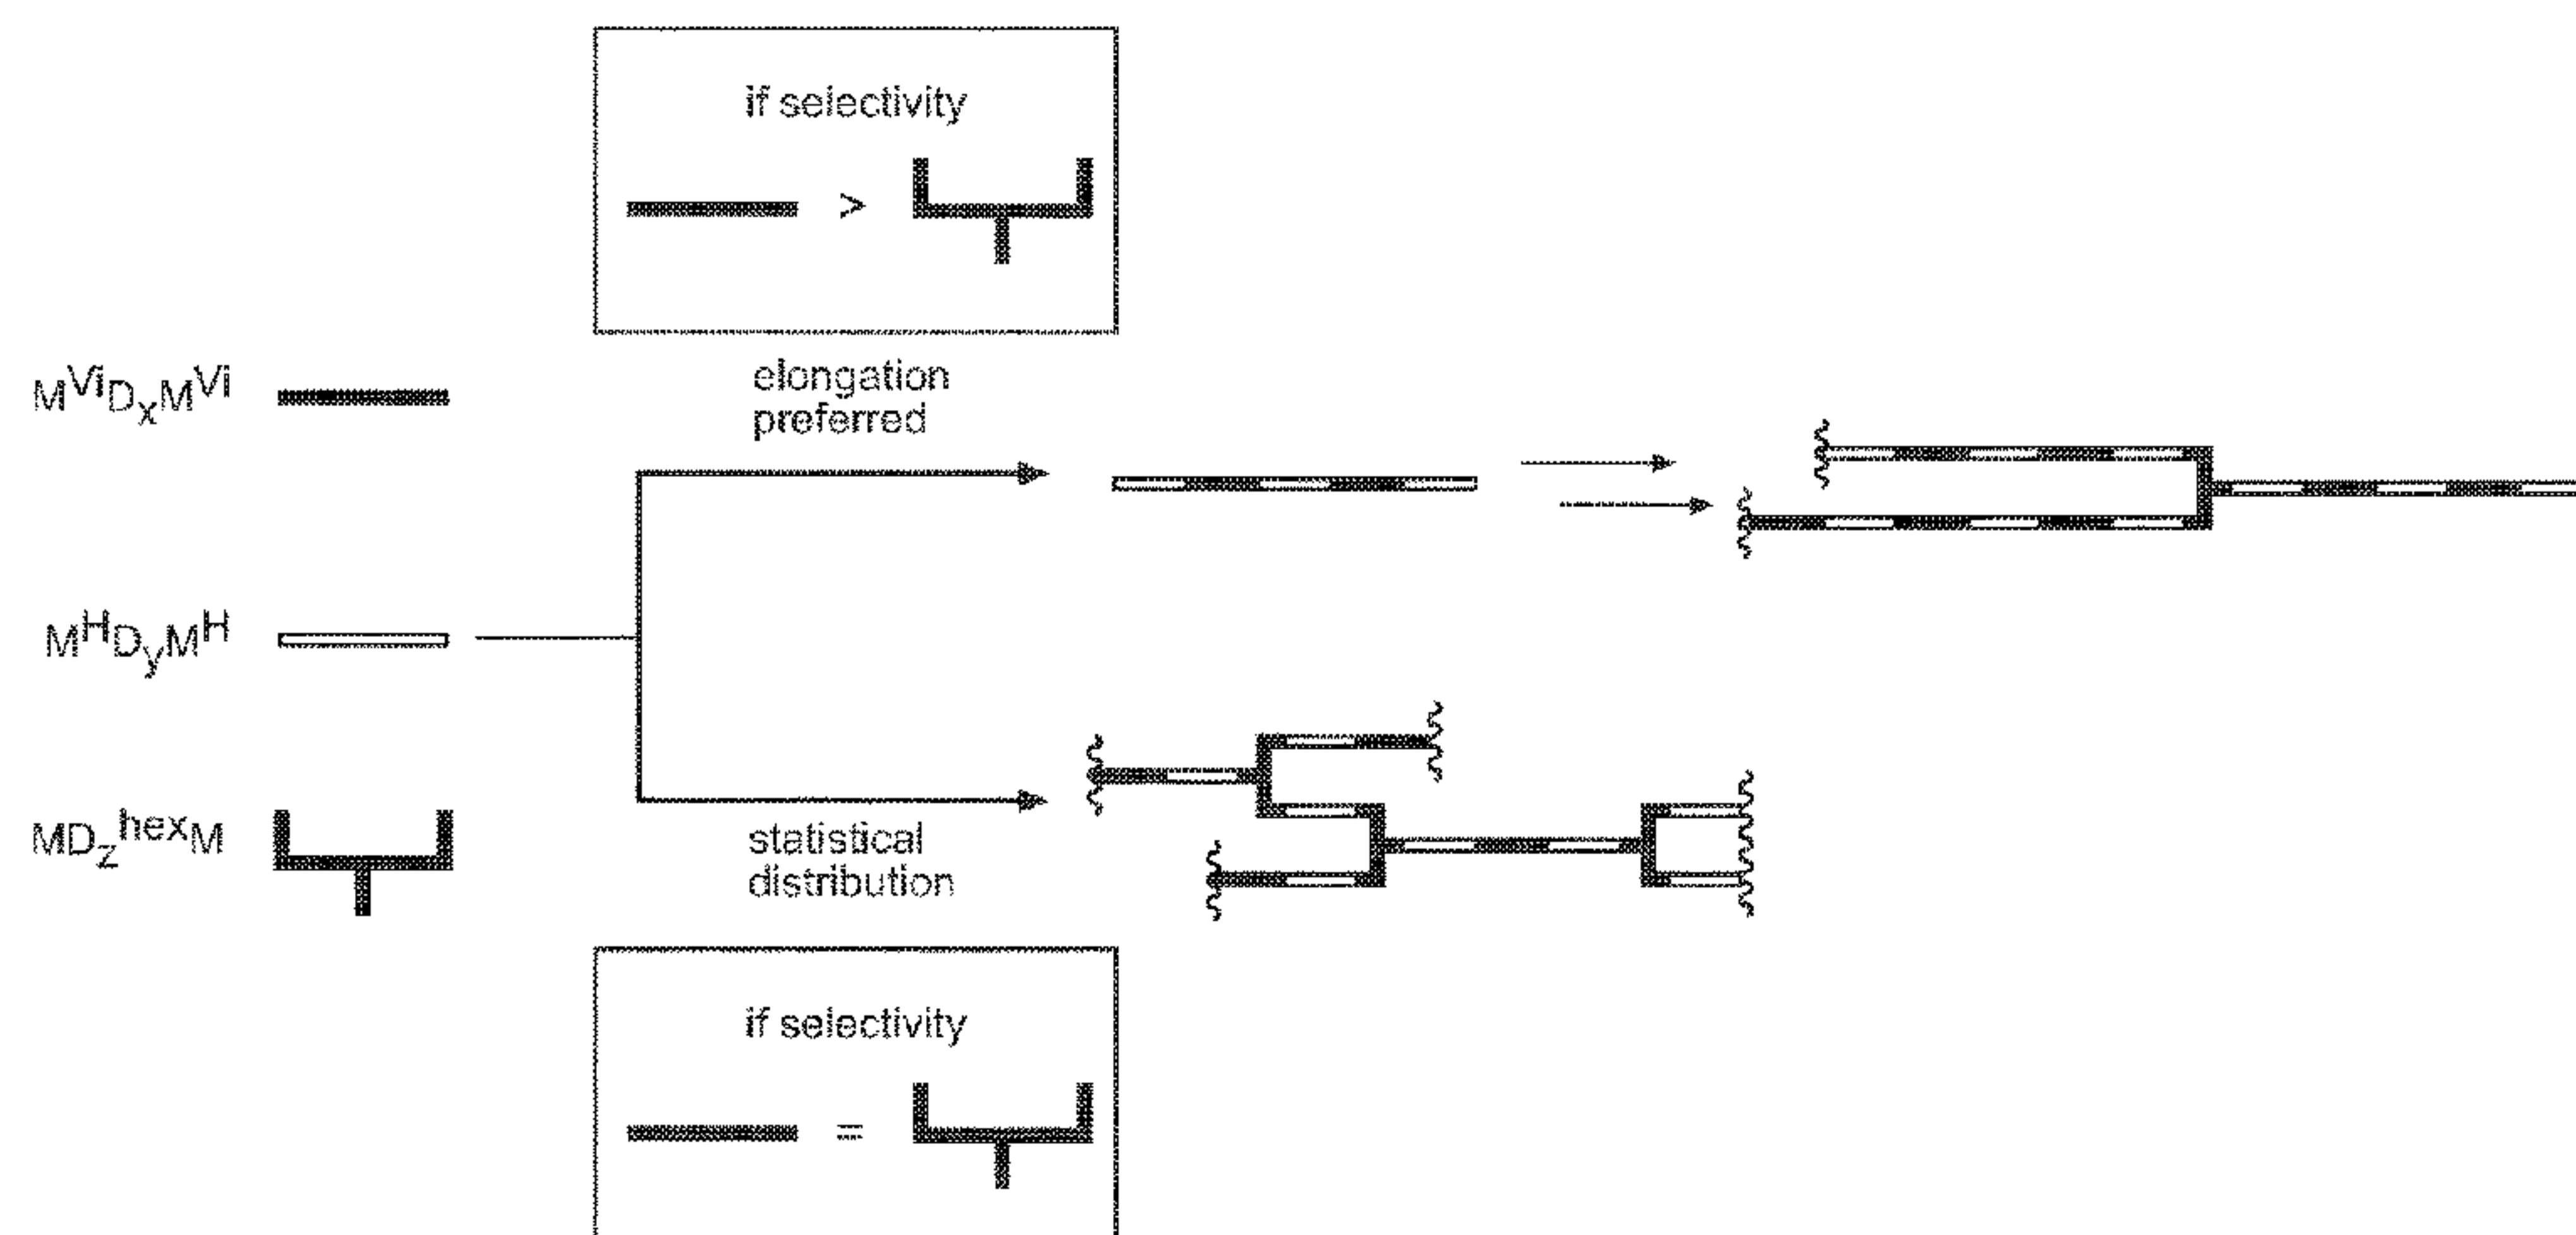 if selectivity
>
M^Vi D_x M^Vi
elongation
preferred
M^H D_y M^H
MD_z^hex M
statistical
distribution
if selectivity
=